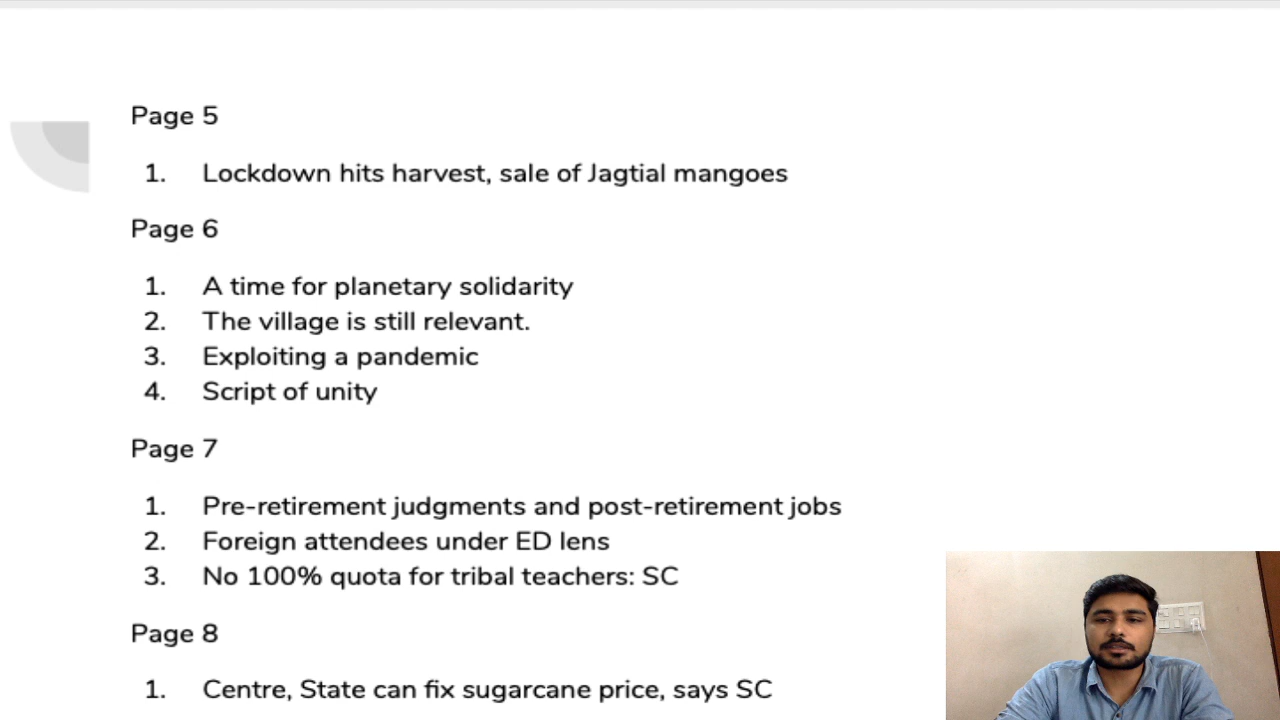 Page 5
1. Lockdown hits harvest, sale of Jagtial mangoes
Page 6
1. A time for planetary solidarity
2. The village is still relevant.
3. Exploiting a pandemic
4. Script of unity
Page 7
1. Pre-retirement judgments and post-retirement jobs
2. Foreign attendees under ED lens
3. No 100% quota for tribal teachers: SC
Page 8
1. Centre, State can fix sugarcane price, says SC